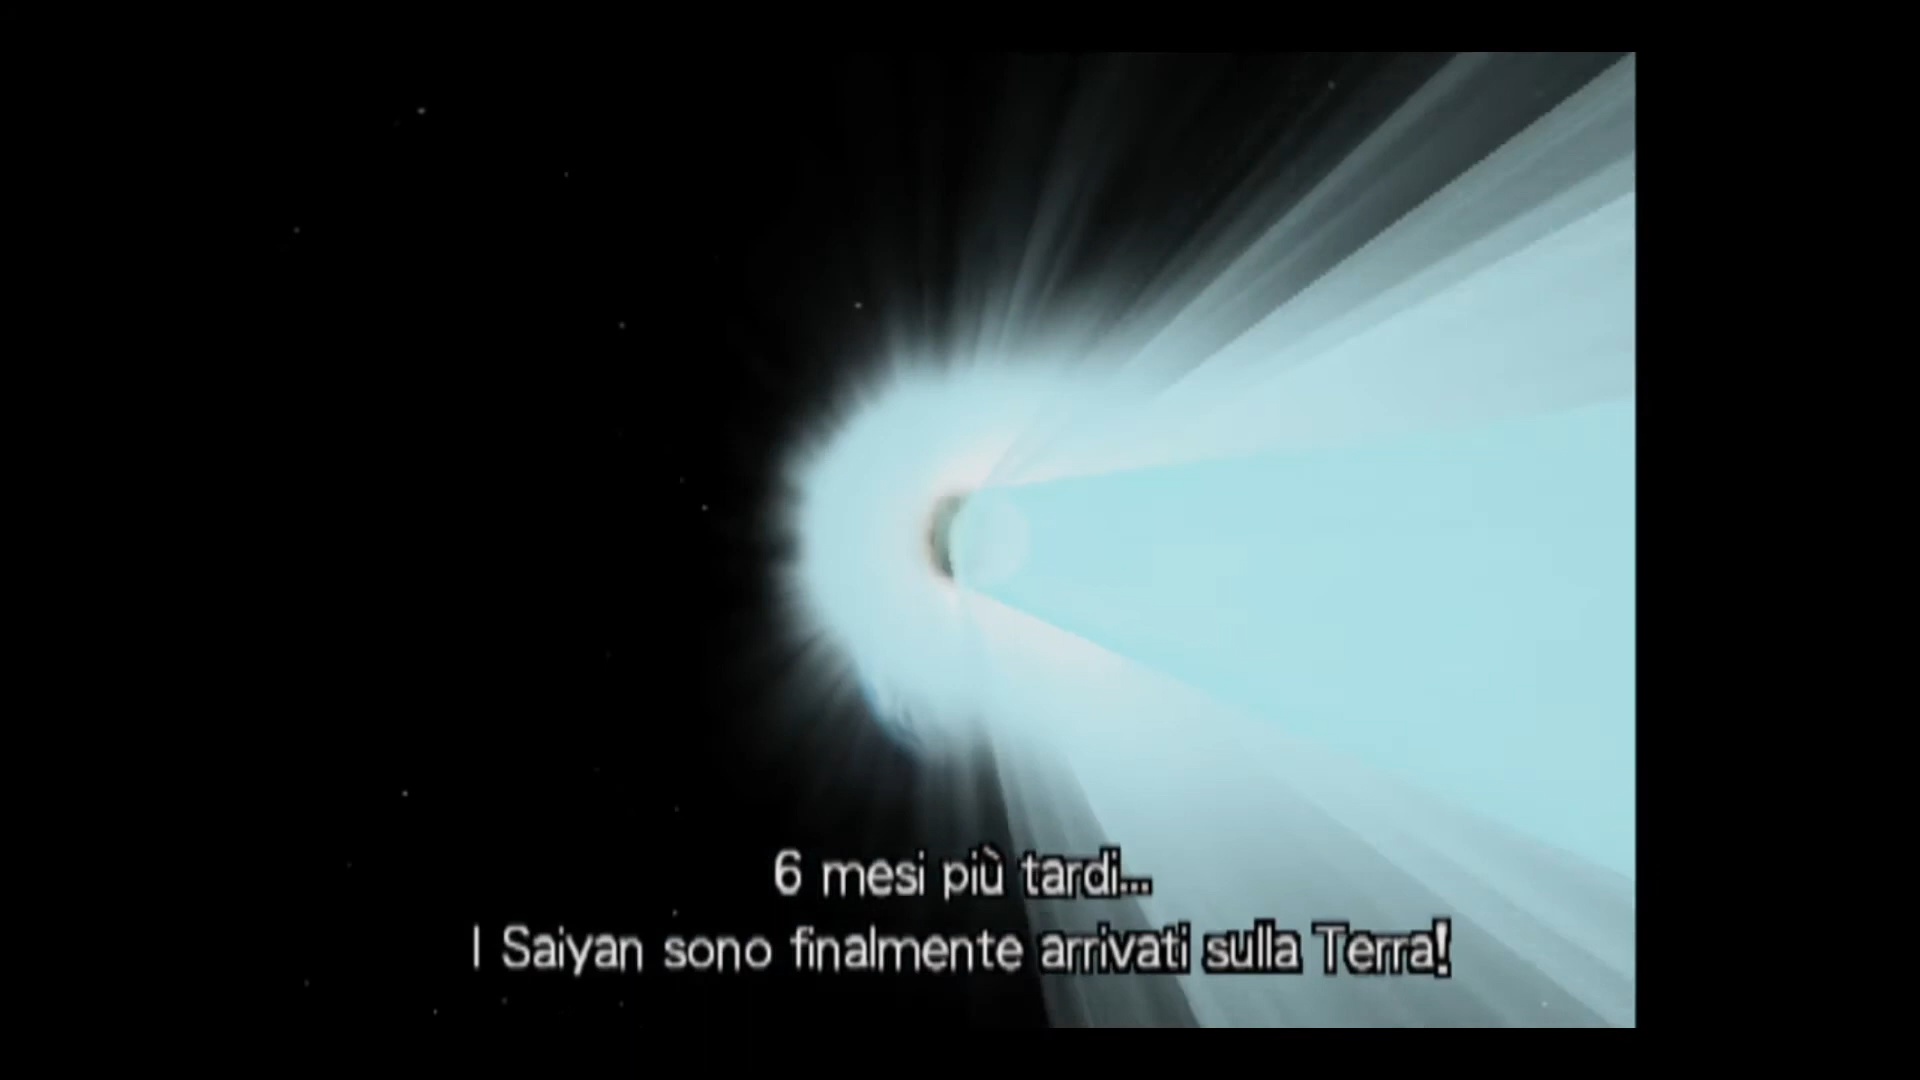 6 mesi più tardi...
I Saiyan sono finalmente arrivati sulla Terra!